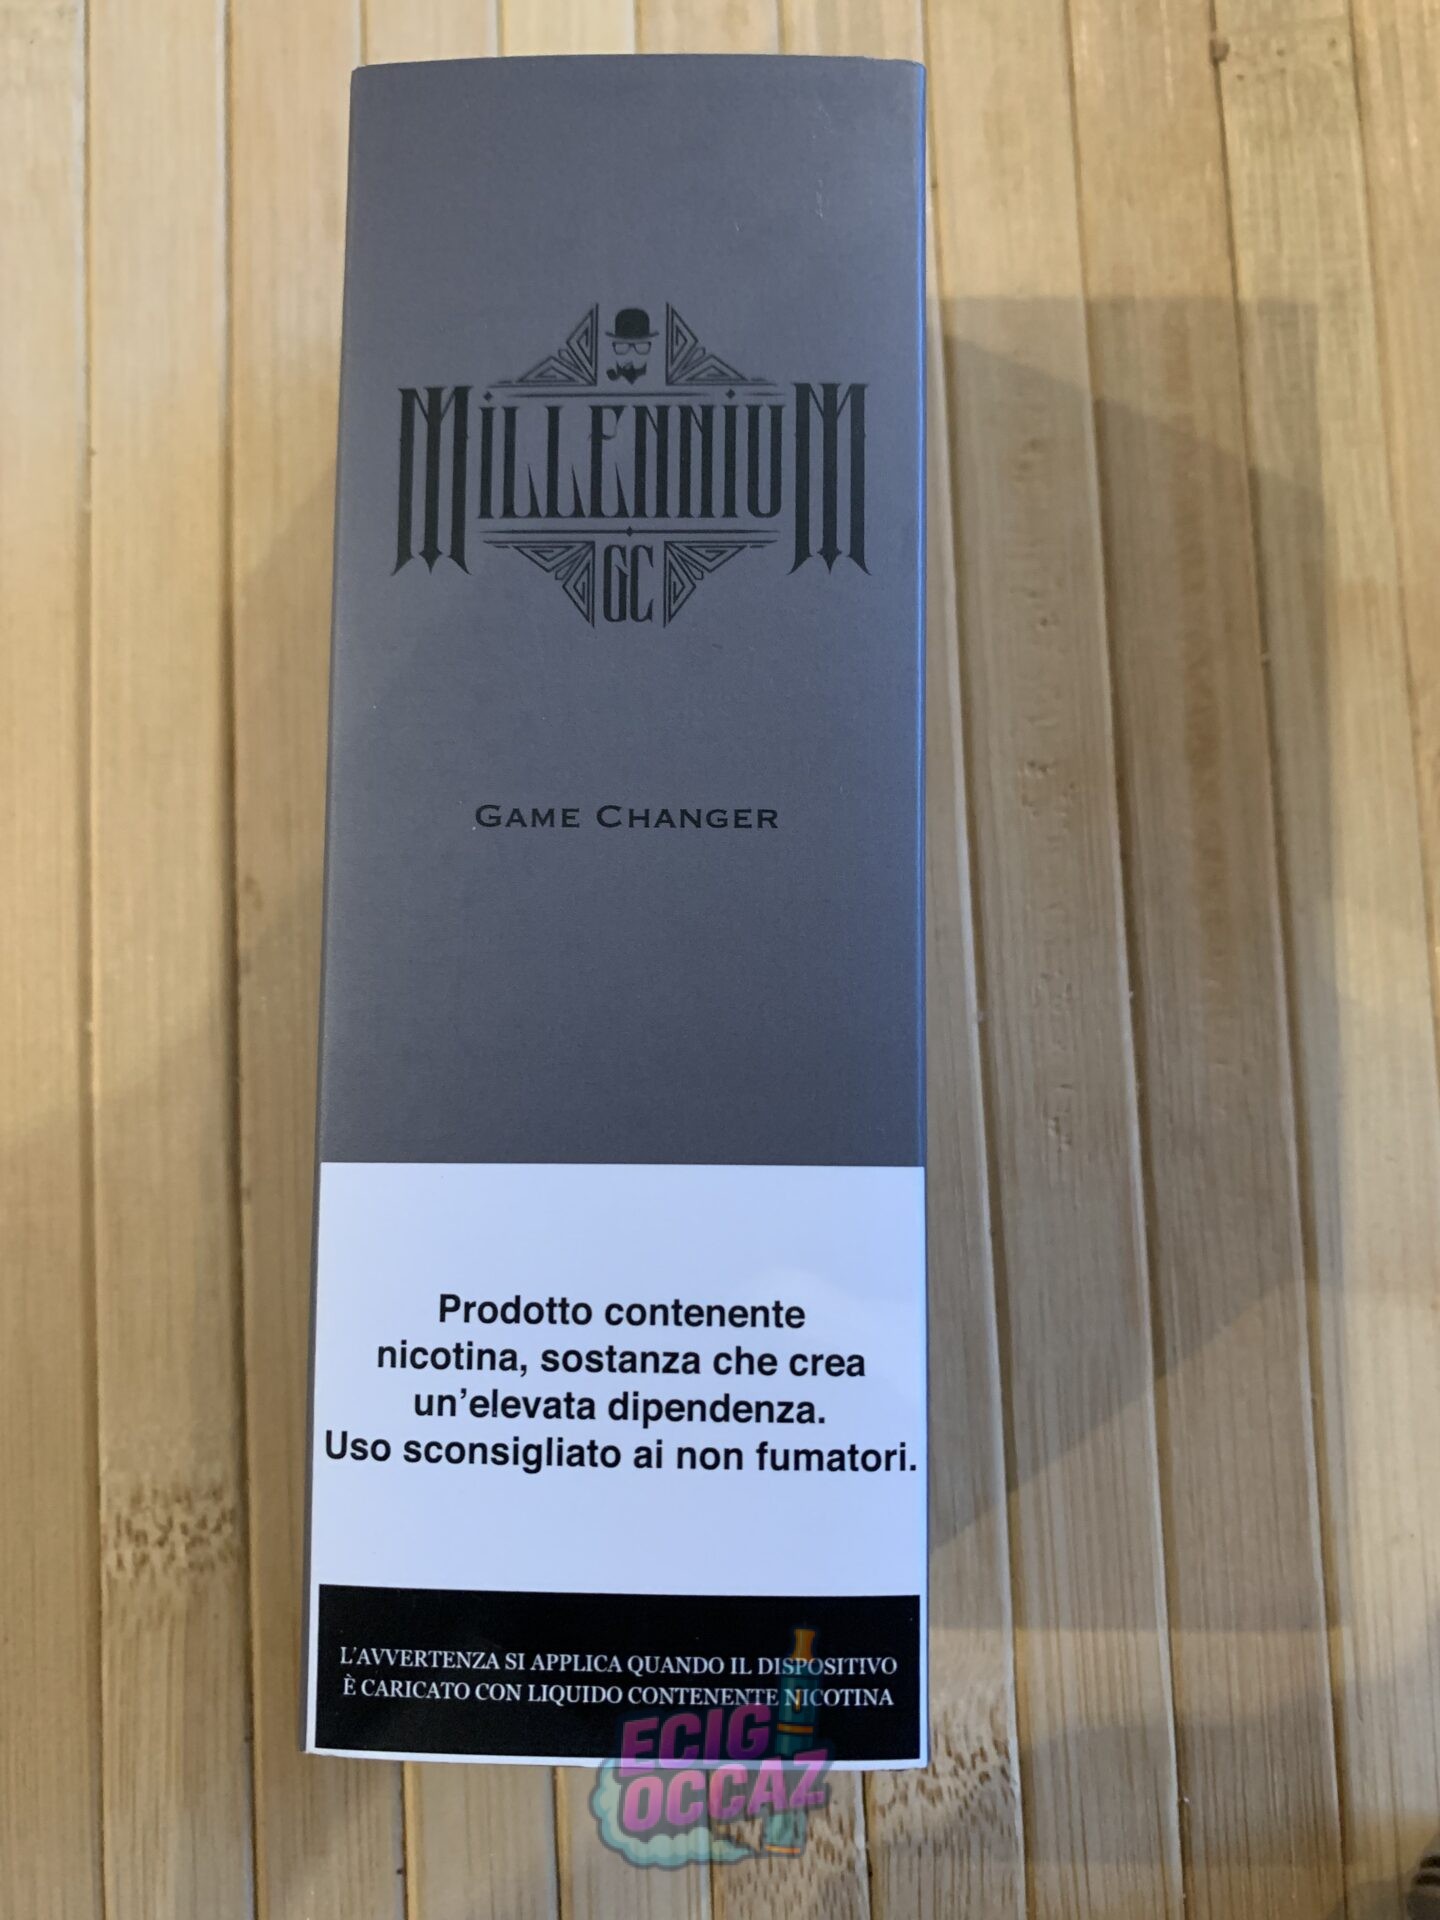 MiLLENNiUM
GC
GAME CHANGER
Prodotto contenente
nicotina, sostanza che crea
un’elevata dipendenza.
Uso sconsigliato ai non fumatori.
L’AVVERTENZA SI APPLICA QUANDO IL DISPOSITIVO
È CARICATO CON LIQUIDO CONTENENTE NICOTINA
ECIG
OCCAZ